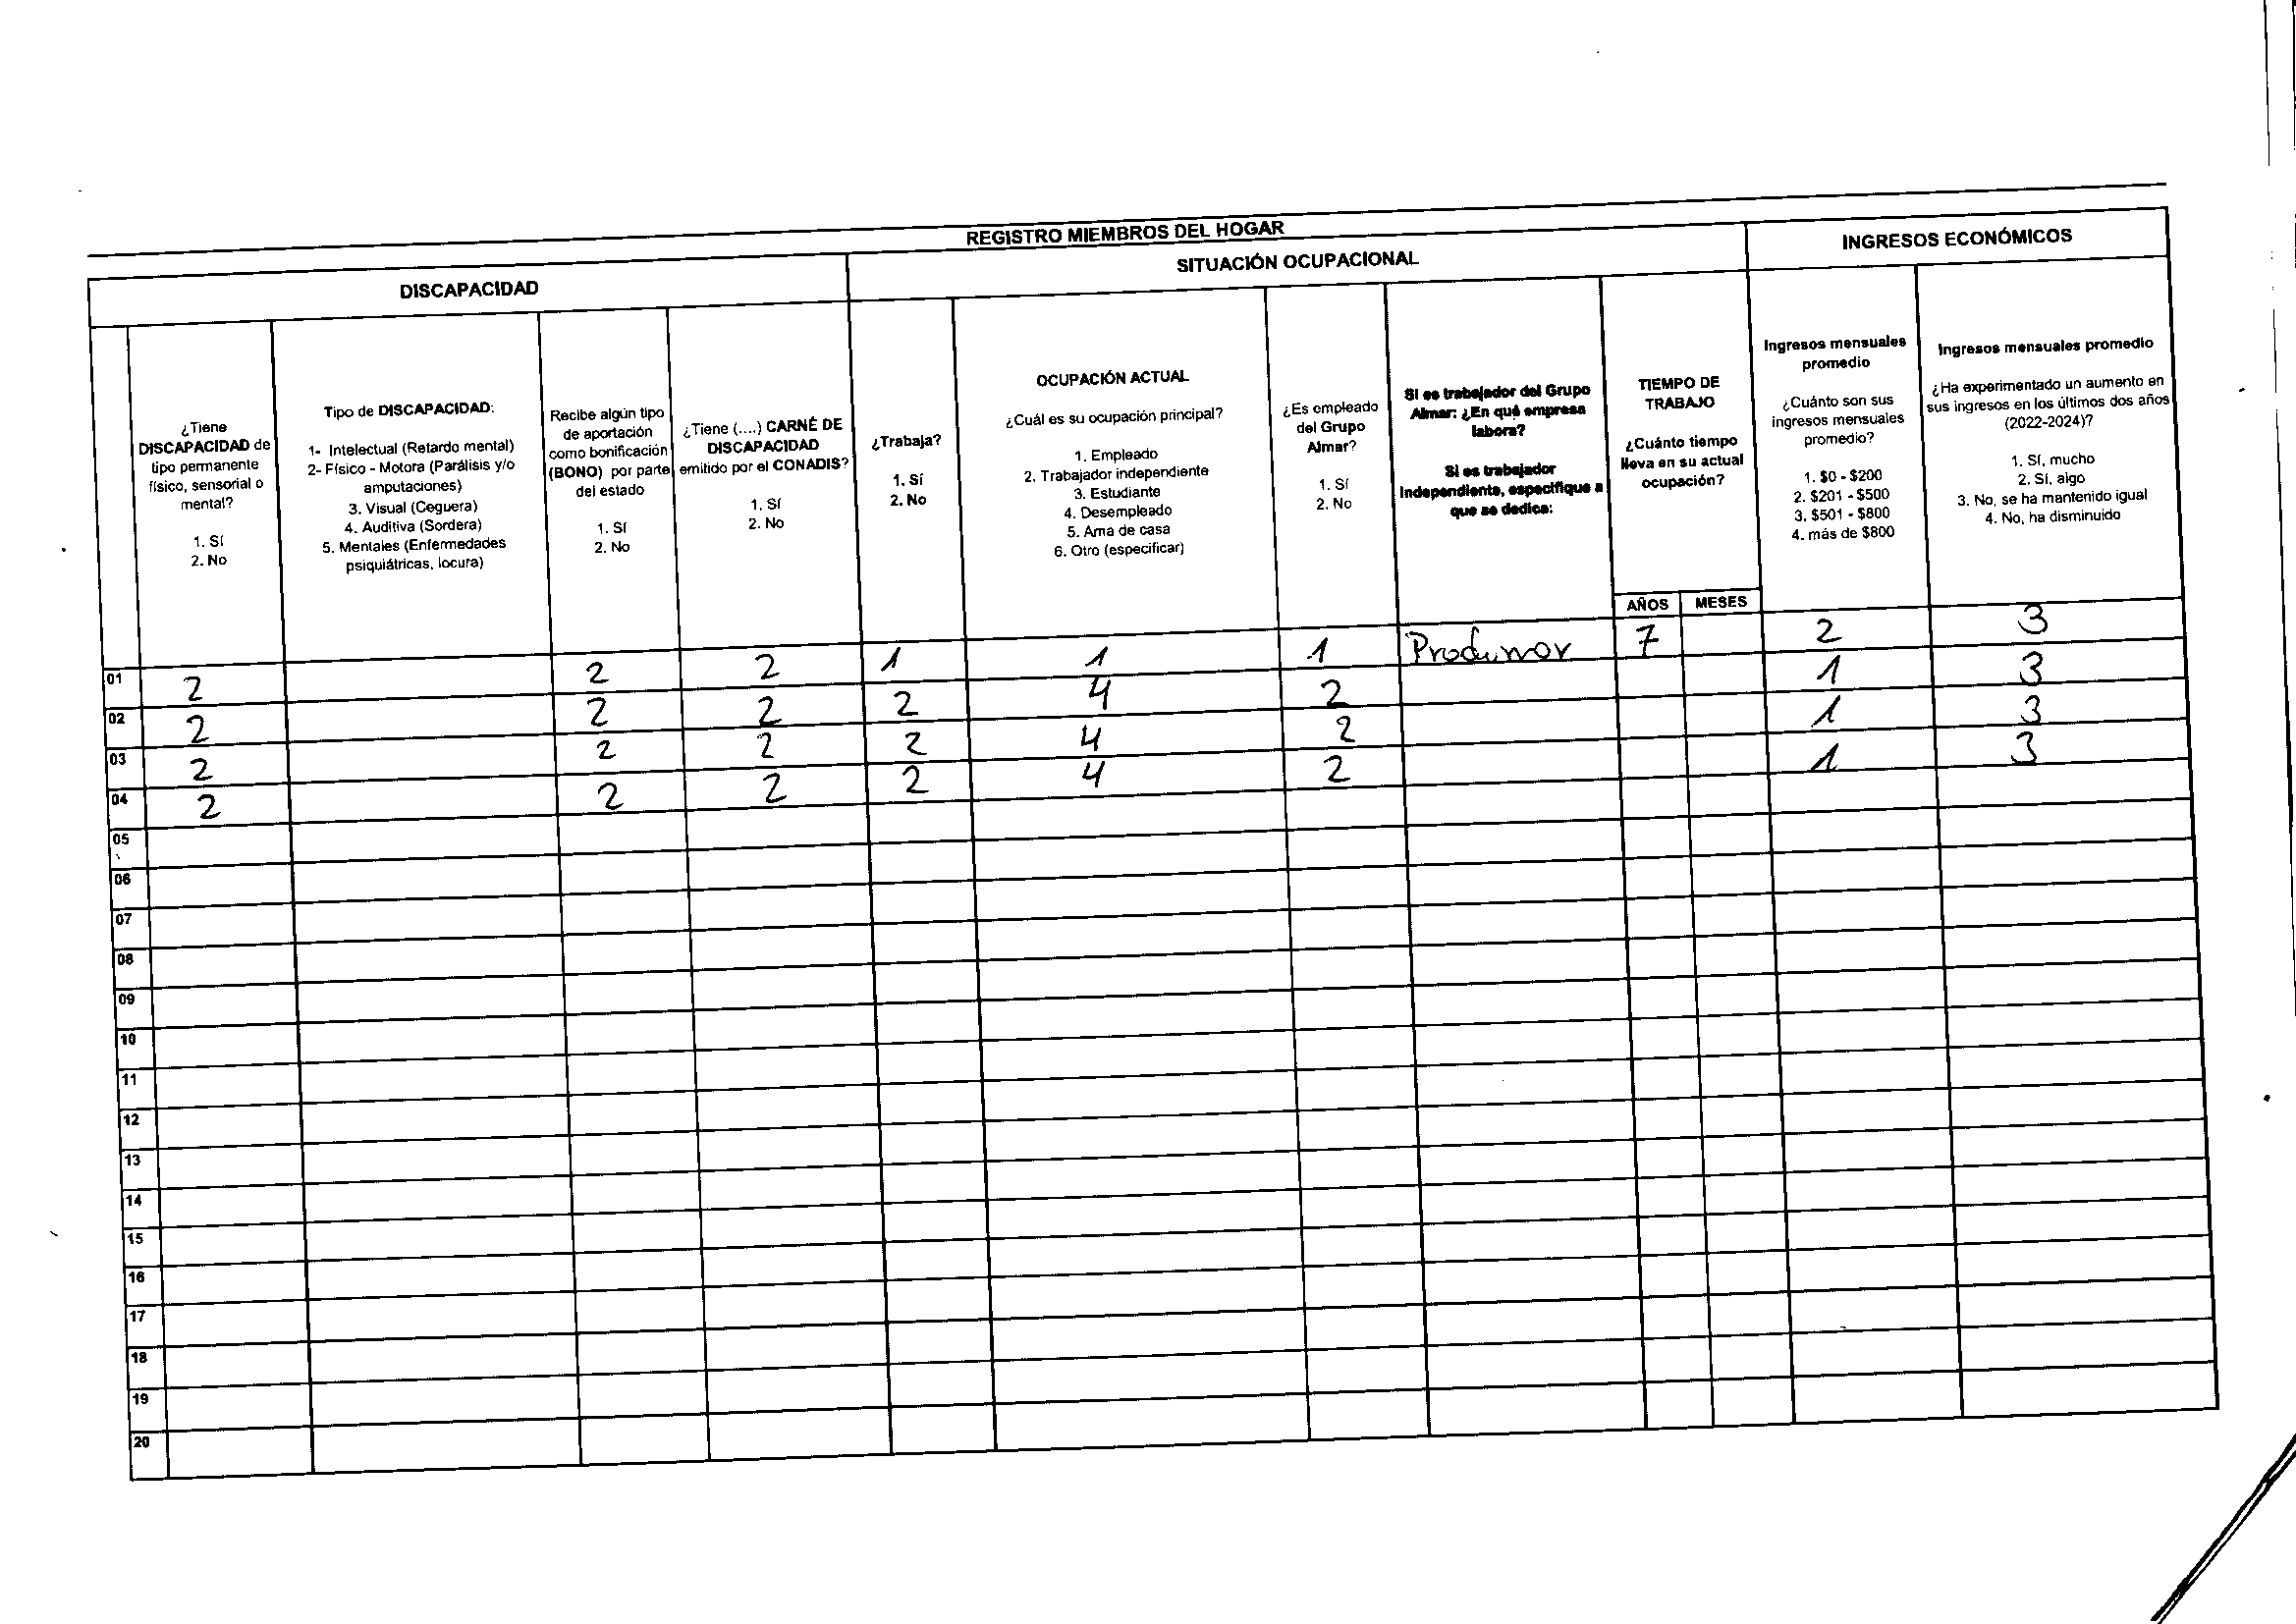 REGISTRO MIEMBROS DEL HOGAR
DISCAPACIDAD
SITUACIÓN OCUPACIONAL
INGRESOS ECONÓMICOS
¿Tiene
DISCAPACIDAD de
tipo permanente
físico, sensorial o
mental?
1. Sí
2. No
Tipo de DISCAPACIDAD:
1- Intelectual (Retardo mental)
2- Físico - Motora (Parálisis y/o
amputaciones)
3. Visual (Ceguera)
4. Auditiva (Sordera)
5. Mentales (Enfermedades
psiquiátricas, locura)
Recibe algún tipo
de aportación
como bonificación
(BONO) por parte
del estado
1. Sí
2. No
¿Tiene (....) CARNÉ DE
DISCAPACIDAD
emitido por el CONADIS?
1. Sí
2. No
¿Trabaja?
1. Sí
2. No
OCUPACIÓN ACTUAL
¿Cuál es su ocupación principal?
1. Empleado
2. Trabajador independiente
3. Estudiante
4. Desempleado
5. Ama de casa
6. Otro (especificar)
¿Es empleado
del Grupo
Almar?
1. Sí
2. No
Si es trabajador del Grupo
Almar: ¿En qué empresa
labora?
Si es trabajador
independiente, especifique a
que se dedica:
TIEMPO DE
TRABAJO
¿Cuánto tiempo
lleva en su actual
ocupación?
AÑOS MESES
Ingresos mensuales
promedio
¿Cuánto son sus
ingresos mensuales
promedio?
1. $0 - $200
2. $201 - $500
3. $501 - $800
4. más de $800
Ingresos mensuales promedio
¿Ha experimentado un aumento en
sus ingresos en los últimos dos años
(2022-2024)?
1. Sí, mucho
2. Sí, algo
3. No, se ha mantenido igual
4. No, ha disminuido
01 2 2 2 1 1 1 Produmar 7 2 3
02 2 2 2 2 4 2 1 3
03 2 2 2 2 4 2 1 3
04 2 2 2 2 4 2 1 3
05
06
07
08
09
10
11
12
13
14
15
16
17
18
19
20